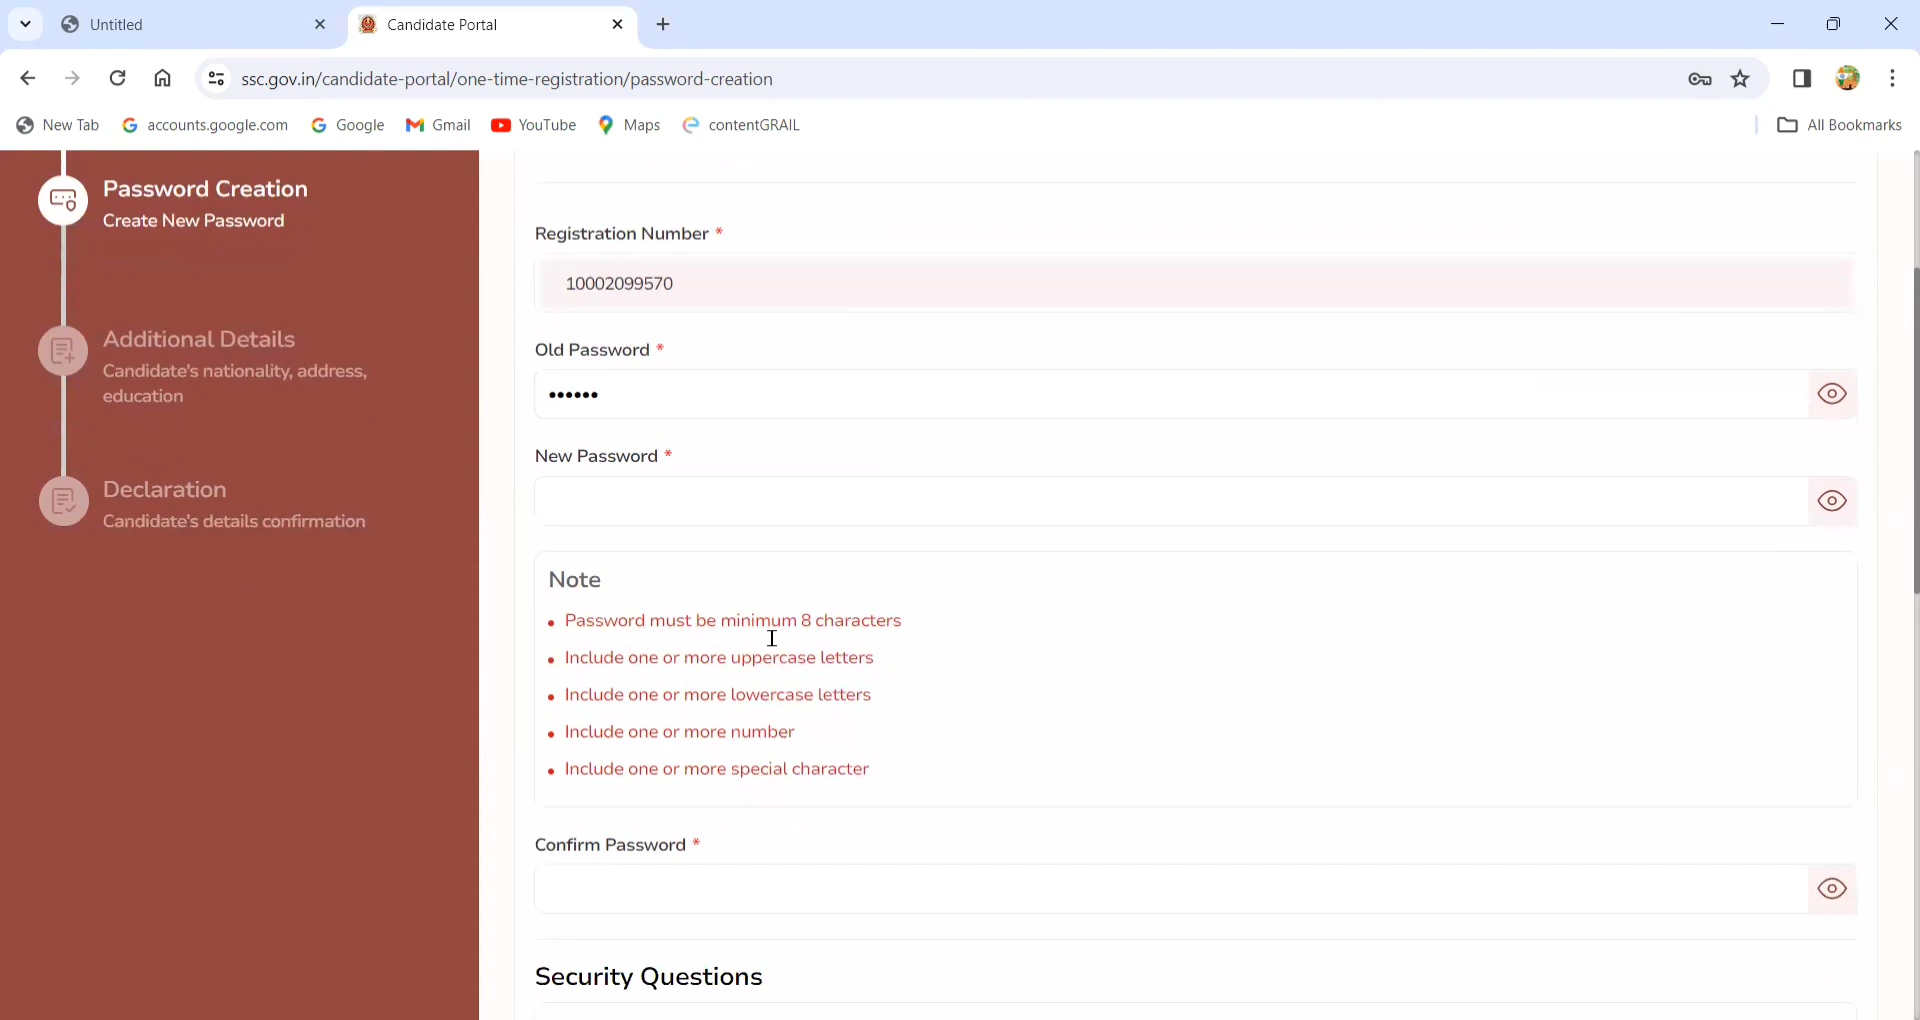 Untitled
Candidate Portal
ssc.gov.in/candidate-portal/one-time-registration/password-creation
New Tab
accounts.google.com
Google
Gmail
YouTube
Maps
contentGRAIL
All Bookmarks
Password Creation
Create New Password
Additional Details
Candidate's nationality, address,
education
Declaration
Candidate's details confirmation
Registration Number *
10002099570
Old Password *
••••••
New Password *
Note
• Password must be minimum 8 characters
• Include one or more uppercase letters
• Include one or more lowercase letters
• Include one or more number
• Include one or more special character
Confirm Password *
Security Questions